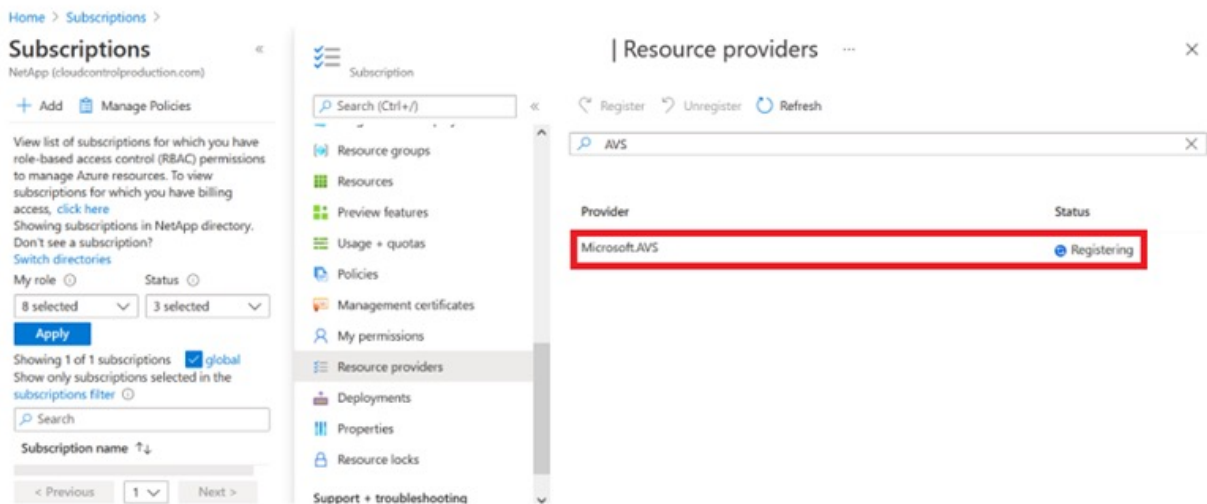 Home > Subscriptions >
Subscriptions «
NetApp (cloudcontrolproduction.com)
+ Add Manage Policies
View list of subscriptions for which you have
role-based access control (RBAC) permissions
to manage Azure resources. To view
subscriptions for which you have billing
access, click here
Showing subscriptions in NetApp directory.
Don't see a subscription?
Switch directories
My role Status
8 selected 3 selected
Apply
Showing 1 of 1 subscriptions global
Show only subscriptions selected in the
subscriptions filter
Search
Subscription name ↑↓
< Previous 1 Next >
Subscription
Search (Ctrl+/) «
Resource groups
Resources
Preview features
Usage + quotas
Policies
Management certificates
My permissions
Resource providers
Deployments
Properties
Resource locks
Support + troubleshooting
| Resource providers ...
Register Unregister Refresh
AVS
Provider Status
Microsoft.AVS Registering